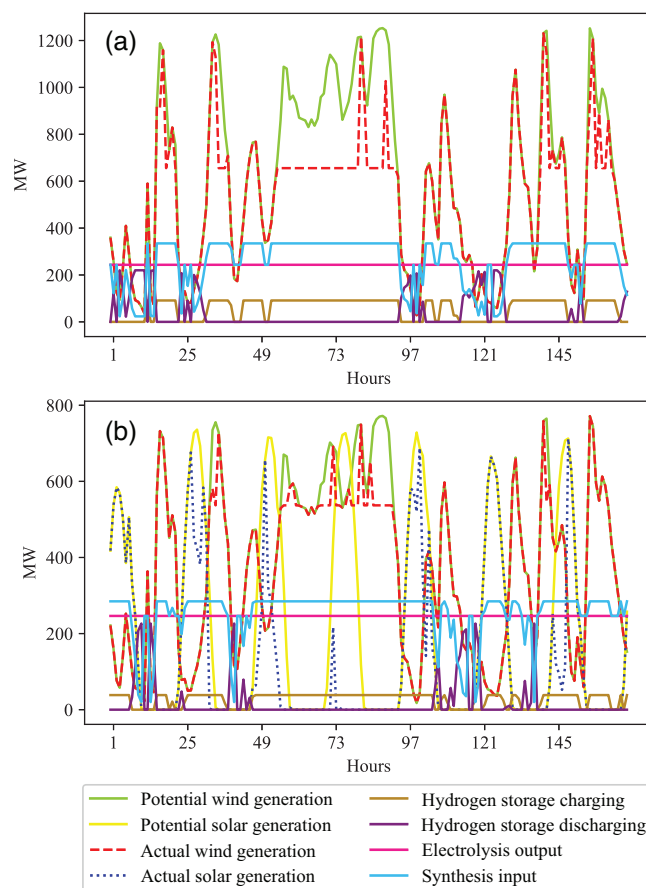 (a)
1200
1000
800
600
400
200
0
MW
1 25 49 73 97 121 145
Hours
(b)
800
600
400
200
0
MW
1 25 49 73 97 121 145
Hours
Potential wind generation
Potential solar generation
Actual wind generation
Actual solar generation
Hydrogen storage charging
Hydrogen storage discharging
Electrolysis output
Synthesis input